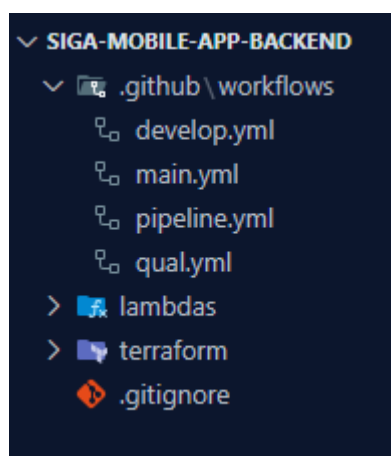 SIGA-MOBILE-APP-BACKEND
.github\workflows
develop.yml
main.yml
pipeline.yml
qual.yml
lambdas
terraform
.gitignore